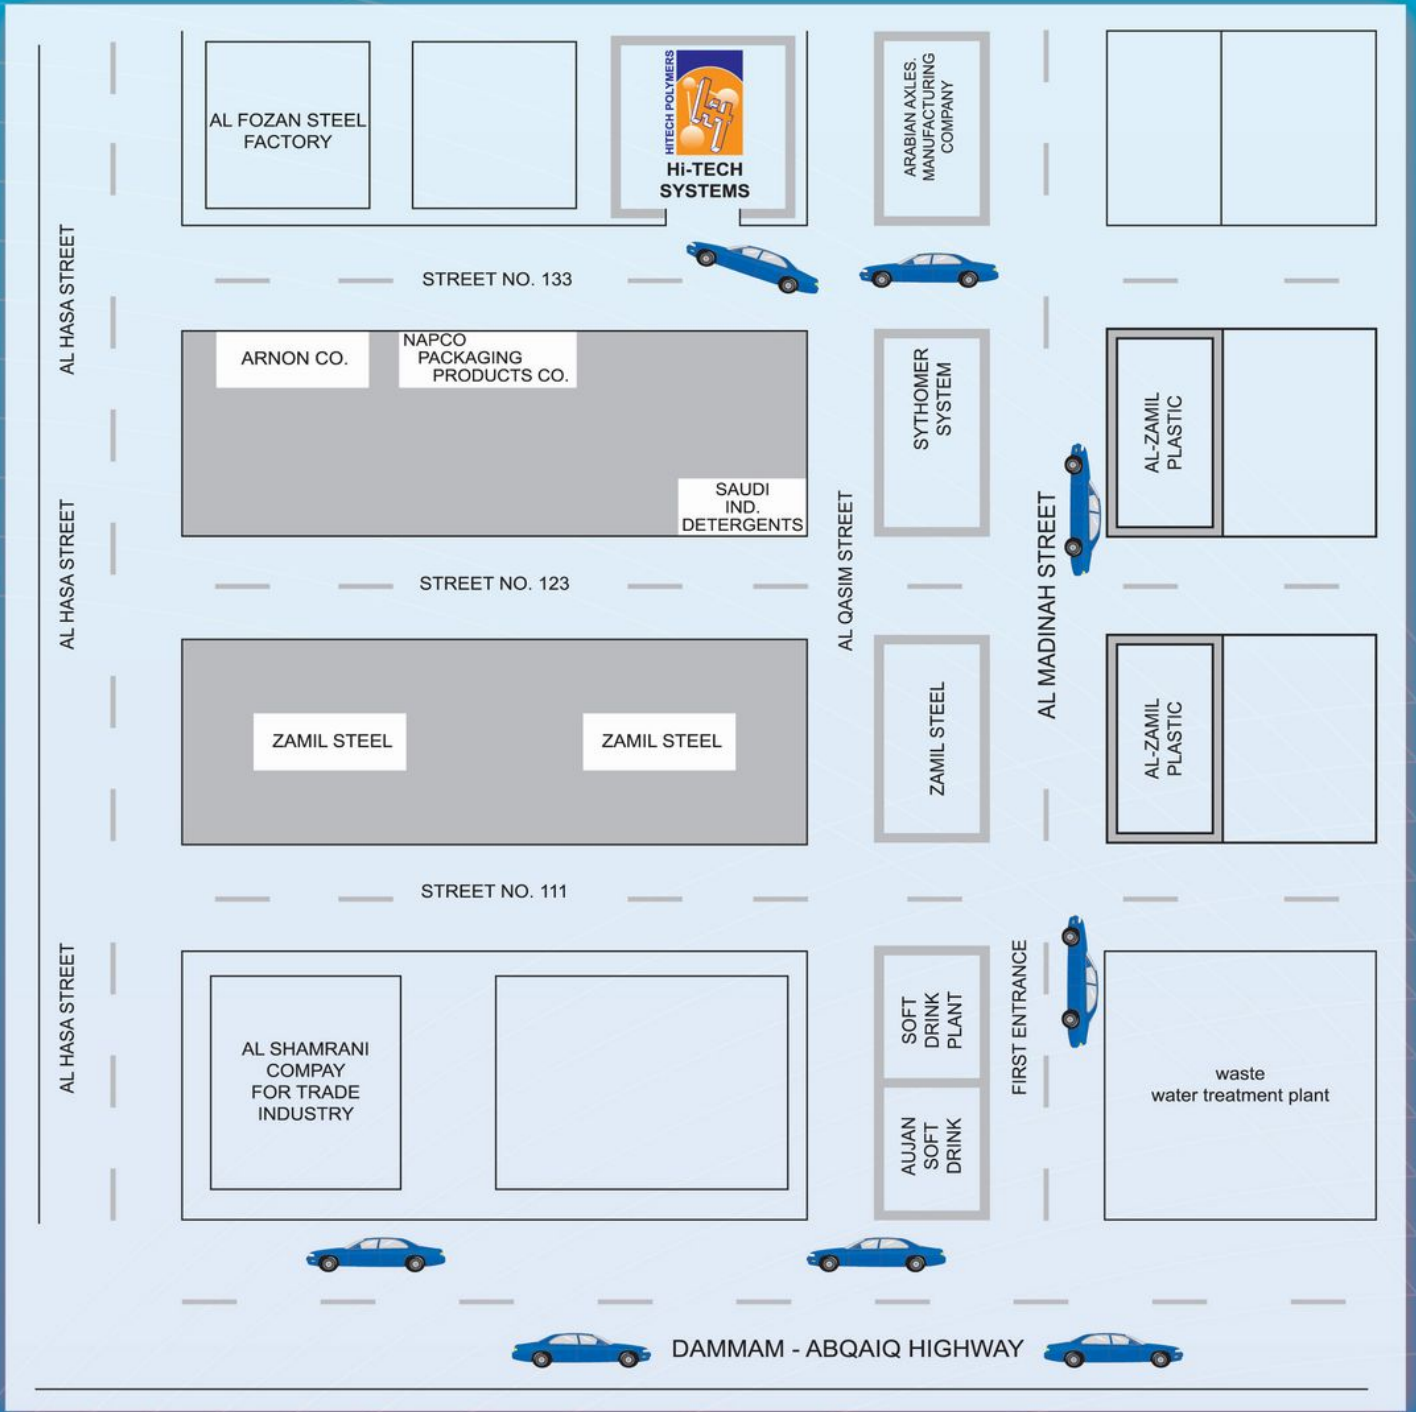 AL FOZAN STEEL
FACTORY
HITECH POLYMERS
Hi-TECH
SYSTEMS
ARABIAN AXLES.
MANUFACTURING
COMPANY
AL HASA STREET
STREET NO. 133
ARNON CO.
NAPCO
PACKAGING
PRODUCTS CO.
SYTHOMER
SYSTEM
AL-ZAMIL
PLASTIC
SAUDI
IND.
DETERGENTS
AL HASA STREET
STREET NO. 123
AL QASIM STREET
AL MADINAH STREET
ZAMIL STEEL
ZAMIL STEEL
ZAMIL STEEL
AL-ZAMIL
PLASTIC
STREET NO. 111
AL HASA STREET
AL SHAMRANI
COMPAY
FOR TRADE
INDUSTRY
SOFT
DRINK
PLANT
AUJAN
SOFT
DRINK
FIRST ENTRANCE
waste
water treatment plant
DAMMAM - ABQAIQ HIGHWAY